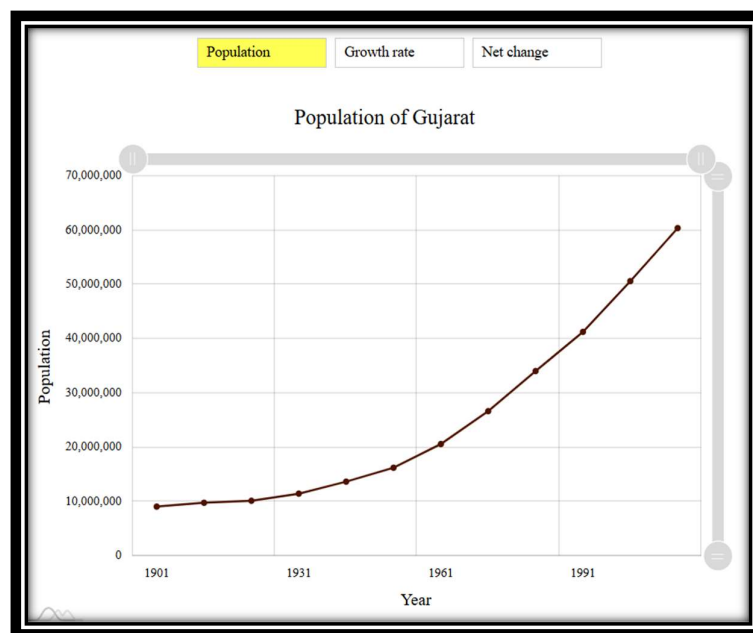 Population Growth rate Net change
Population of Gujarat
70,000,000
60,000,000
50,000,000
40,000,000
30,000,000
20,000,000
10,000,000
0
Population
1901 1931 1961 1991
Year